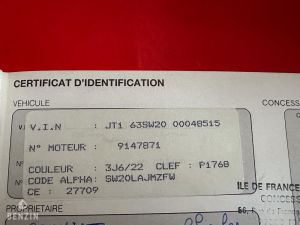 CERTIFICAT D'IDENTIFICATION
VEHICULE
CONCESS
V.I.N : JT1 63SW20 00048515
N° MOTEUR : 9147871
COULEUR : 3J6/22 CLEF : P1768
CODE ALPHA: SW20LAJMZFW
CE : 27709
ILE DE FRANCE
CONCESS
PROPRIETAIRE
BENZIN